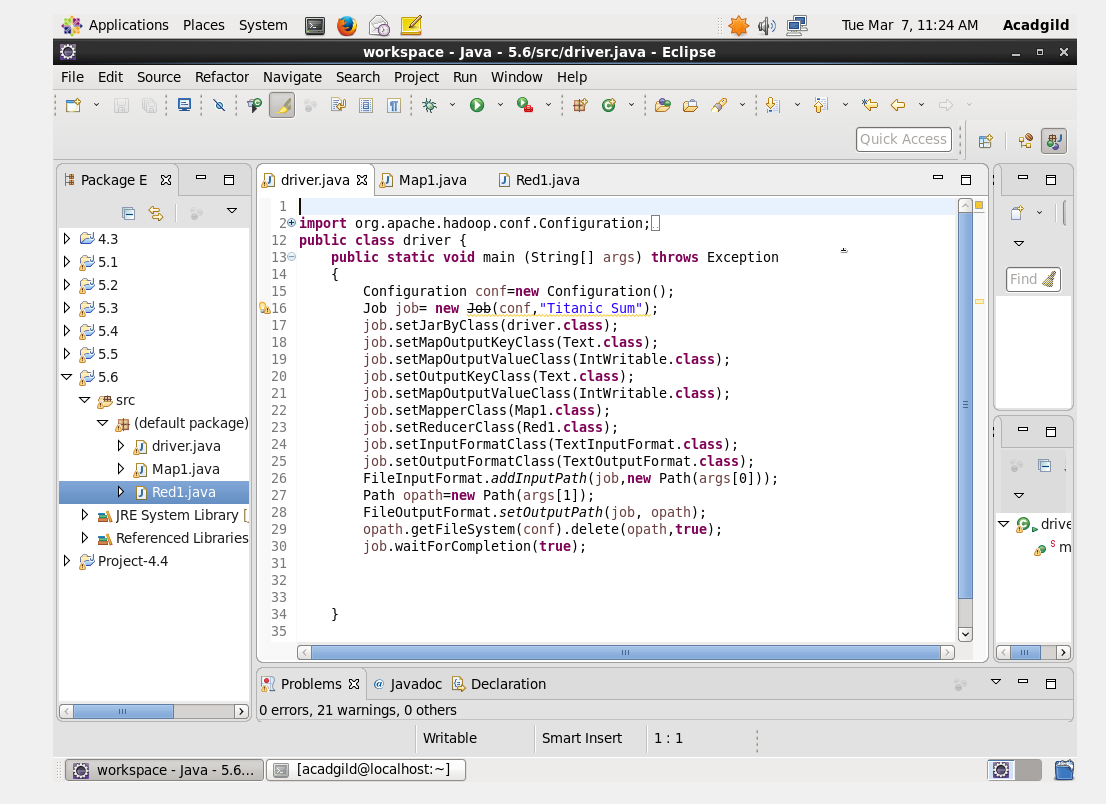 Applications Places System Tue Mar 7, 11:24 AM Acadgild
workspace - Java - 5.6/src/driver.java - Eclipse
File Edit Source Refactor Navigate Search Project Run Window Help
Quick Access
Package E
4.3
5.1
5.2
5.3
5.4
5.5
5.6
src
(default package)
driver.java
Map1.java
Red1.java
JRE System Library [
Referenced Libraries
Project-4.4
driver.java Map1.java Red1.java
1
2 import org.apache.hadoop.conf.Configuration;
12 public class driver {
13 public static void main (String[] args) throws Exception
14 {
15 Configuration conf=new Configuration();
16 Job job= new Job(conf,"Titanic Sum");
17 job.setJarByClass(driver.class);
18 job.setMapOutputKeyClass(Text.class);
19 job.setMapOutputValueClass(IntWritable.class);
20 job.setOutputKeyClass(Text.class);
21 job.setMapOutputValueClass(IntWritable.class);
22 job.setMapperClass(Map1.class);
23 job.setReducerClass(Red1.class);
24 job.setInputFormatClass(TextInputFormat.class);
25 job.setOutputFormatClass(TextOutputFormat.class);
26 FileInputFormat.addInputPath(job,new Path(args[0]));
27 Path opath=new Path(args[1]);
28 FileOutputFormat.setOutputPath(job, opath);
29 opath.getFileSystem(conf).delete(opath,true);
30 job.waitForCompletion(true);
31
32
33
34 }
35
Find
drive
S m
Problems Javadoc Declaration
0 errors, 21 warnings, 0 others
Writable Smart Insert 1 : 1
workspace - Java - 5.6... [acadgild@localhost:~]